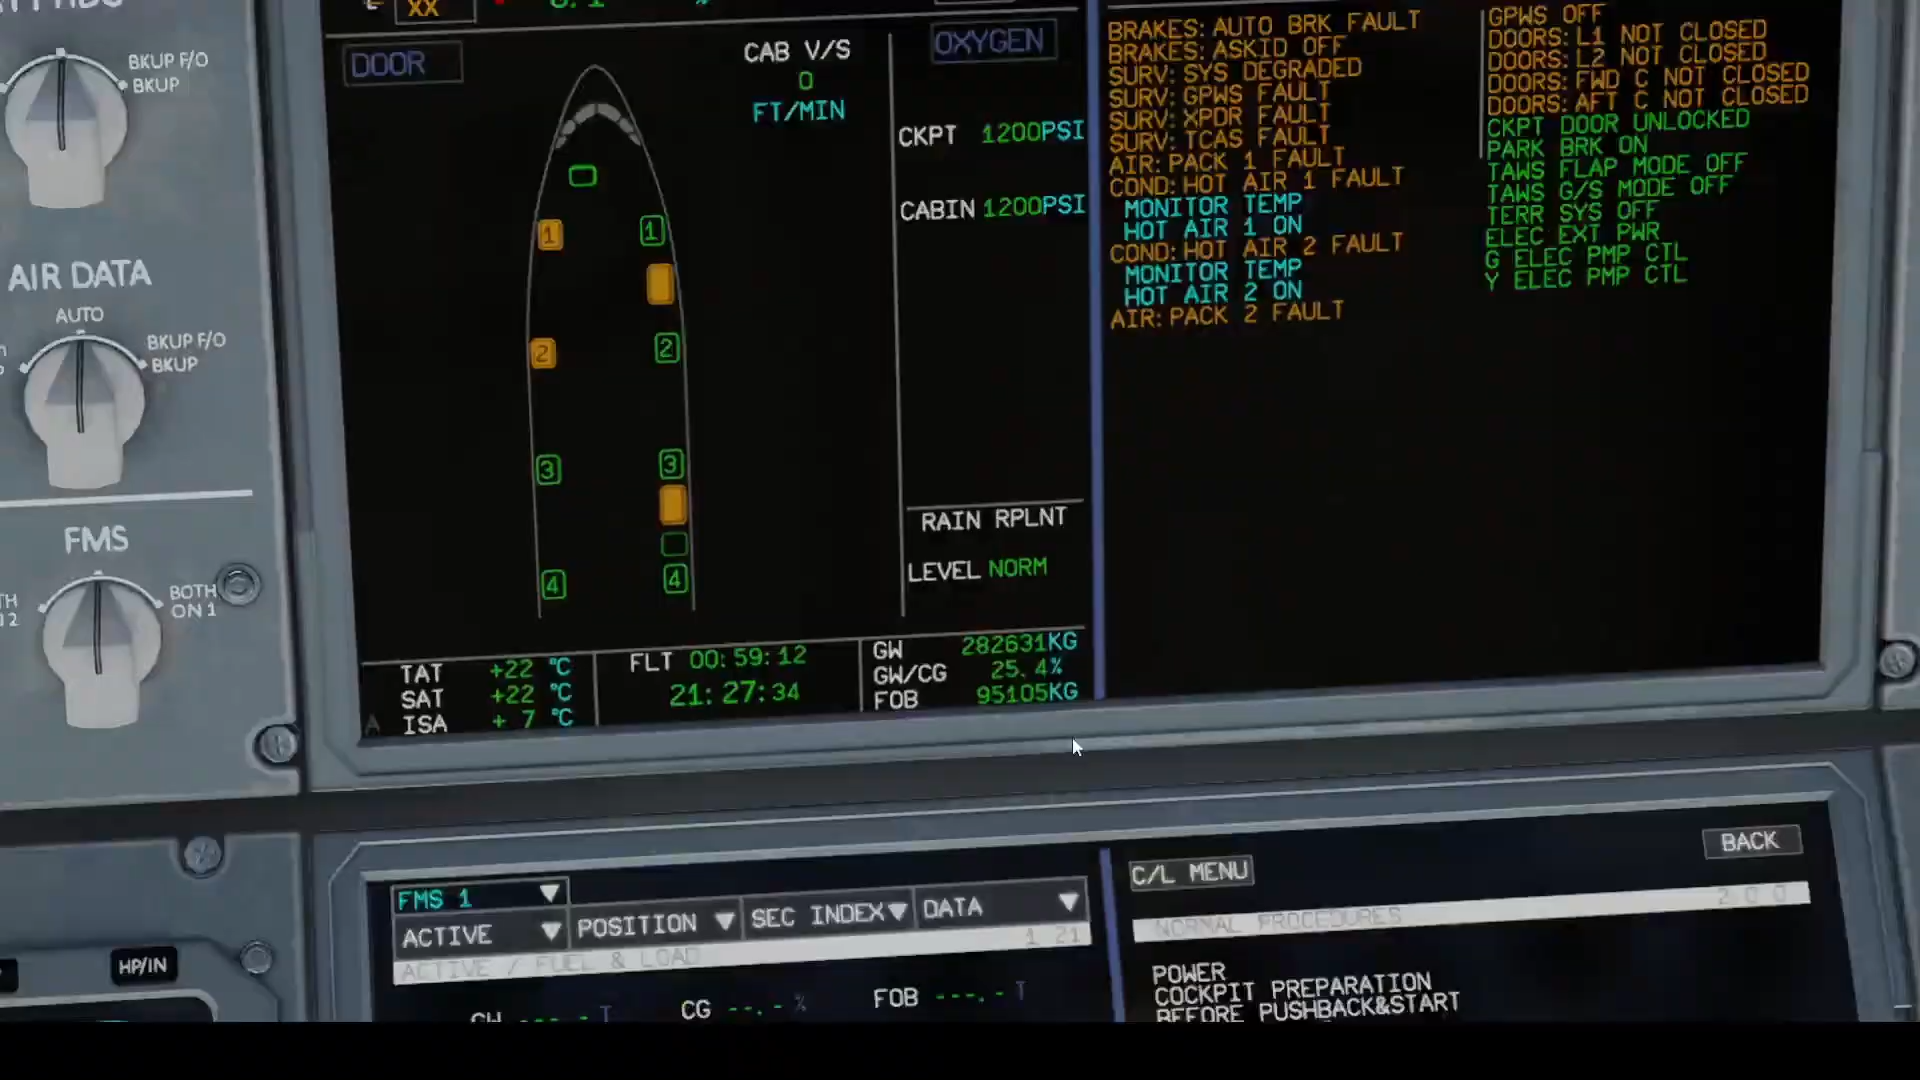 XX
BKUP F/O
BKUP
AIR DATA
AUTO
BKUP F/O
BKUP
FMS
BOTH
ON 1
HP/IN
DOOR
CAB V/S
0
FT/MIN
1 1
2 2
3 3
4 4
OXYGEN
CKPT 1200PSI
CABIN 1200PSI
RAIN RPLNT
LEVEL NORM
TAT +22 °C
SAT +22 °C
ISA + 7 °C
FLT 00:59:12
21:27:34
GW 282631KG
GW/CG 25.4%
FOB 95105KG
BRAKES: AUTO BRK FAULT
BRAKES: ASKID OFF
SURV: SYS DEGRADED
SURV: GPWS FAULT
SURV: XPDR FAULT
SURV: TCAS FAULT
AIR: PACK 1 FAULT
COND: HOT AIR 1 FAULT
MONITOR TEMP
HOT AIR 1 ON
COND: HOT AIR 2 FAULT
MONITOR TEMP
HOT AIR 2 ON
AIR: PACK 2 FAULT
GPWS OFF
DOORS: L1 NOT CLOSED
DOORS: L2 NOT CLOSED
DOORS: FWD C NOT CLOSED
DOORS: AFT C NOT CLOSED
CKPT DOOR UNLOCKED
PARK BRK ON
TAWS FLAP MODE OFF
TAWS G/S MODE OFF
TERR SYS OFF
ELEC EXT PWR
G ELEC PMP CTL
Y ELEC PMP CTL
FMS 1
ACTIVE POSITION SEC INDEX DATA
ACTIVE / FUEL & LOAD
CG --.- % FOB ---.- T
C/L MENU
BACK
NORMAL PROCEDURES
POWER
COCKPIT PREPARATION
BEFORE PUSHBACK&START